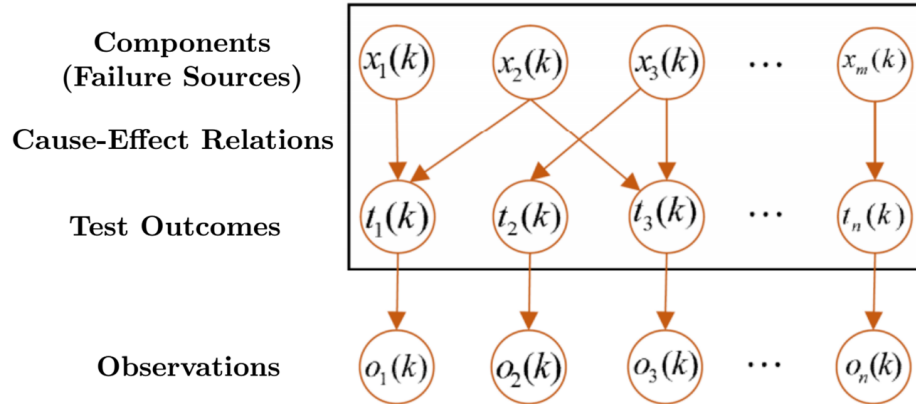 Components
(Failure Sources)
x₁(k) x₂(k) x₃(k) ··· xₘ(k)
Cause-Effect Relations
Test Outcomes
t₁(k) t₂(k) t₃(k) ··· tₙ(k)
Observations
o₁(k) o₂(k) o₃(k) ··· oₙ(k)